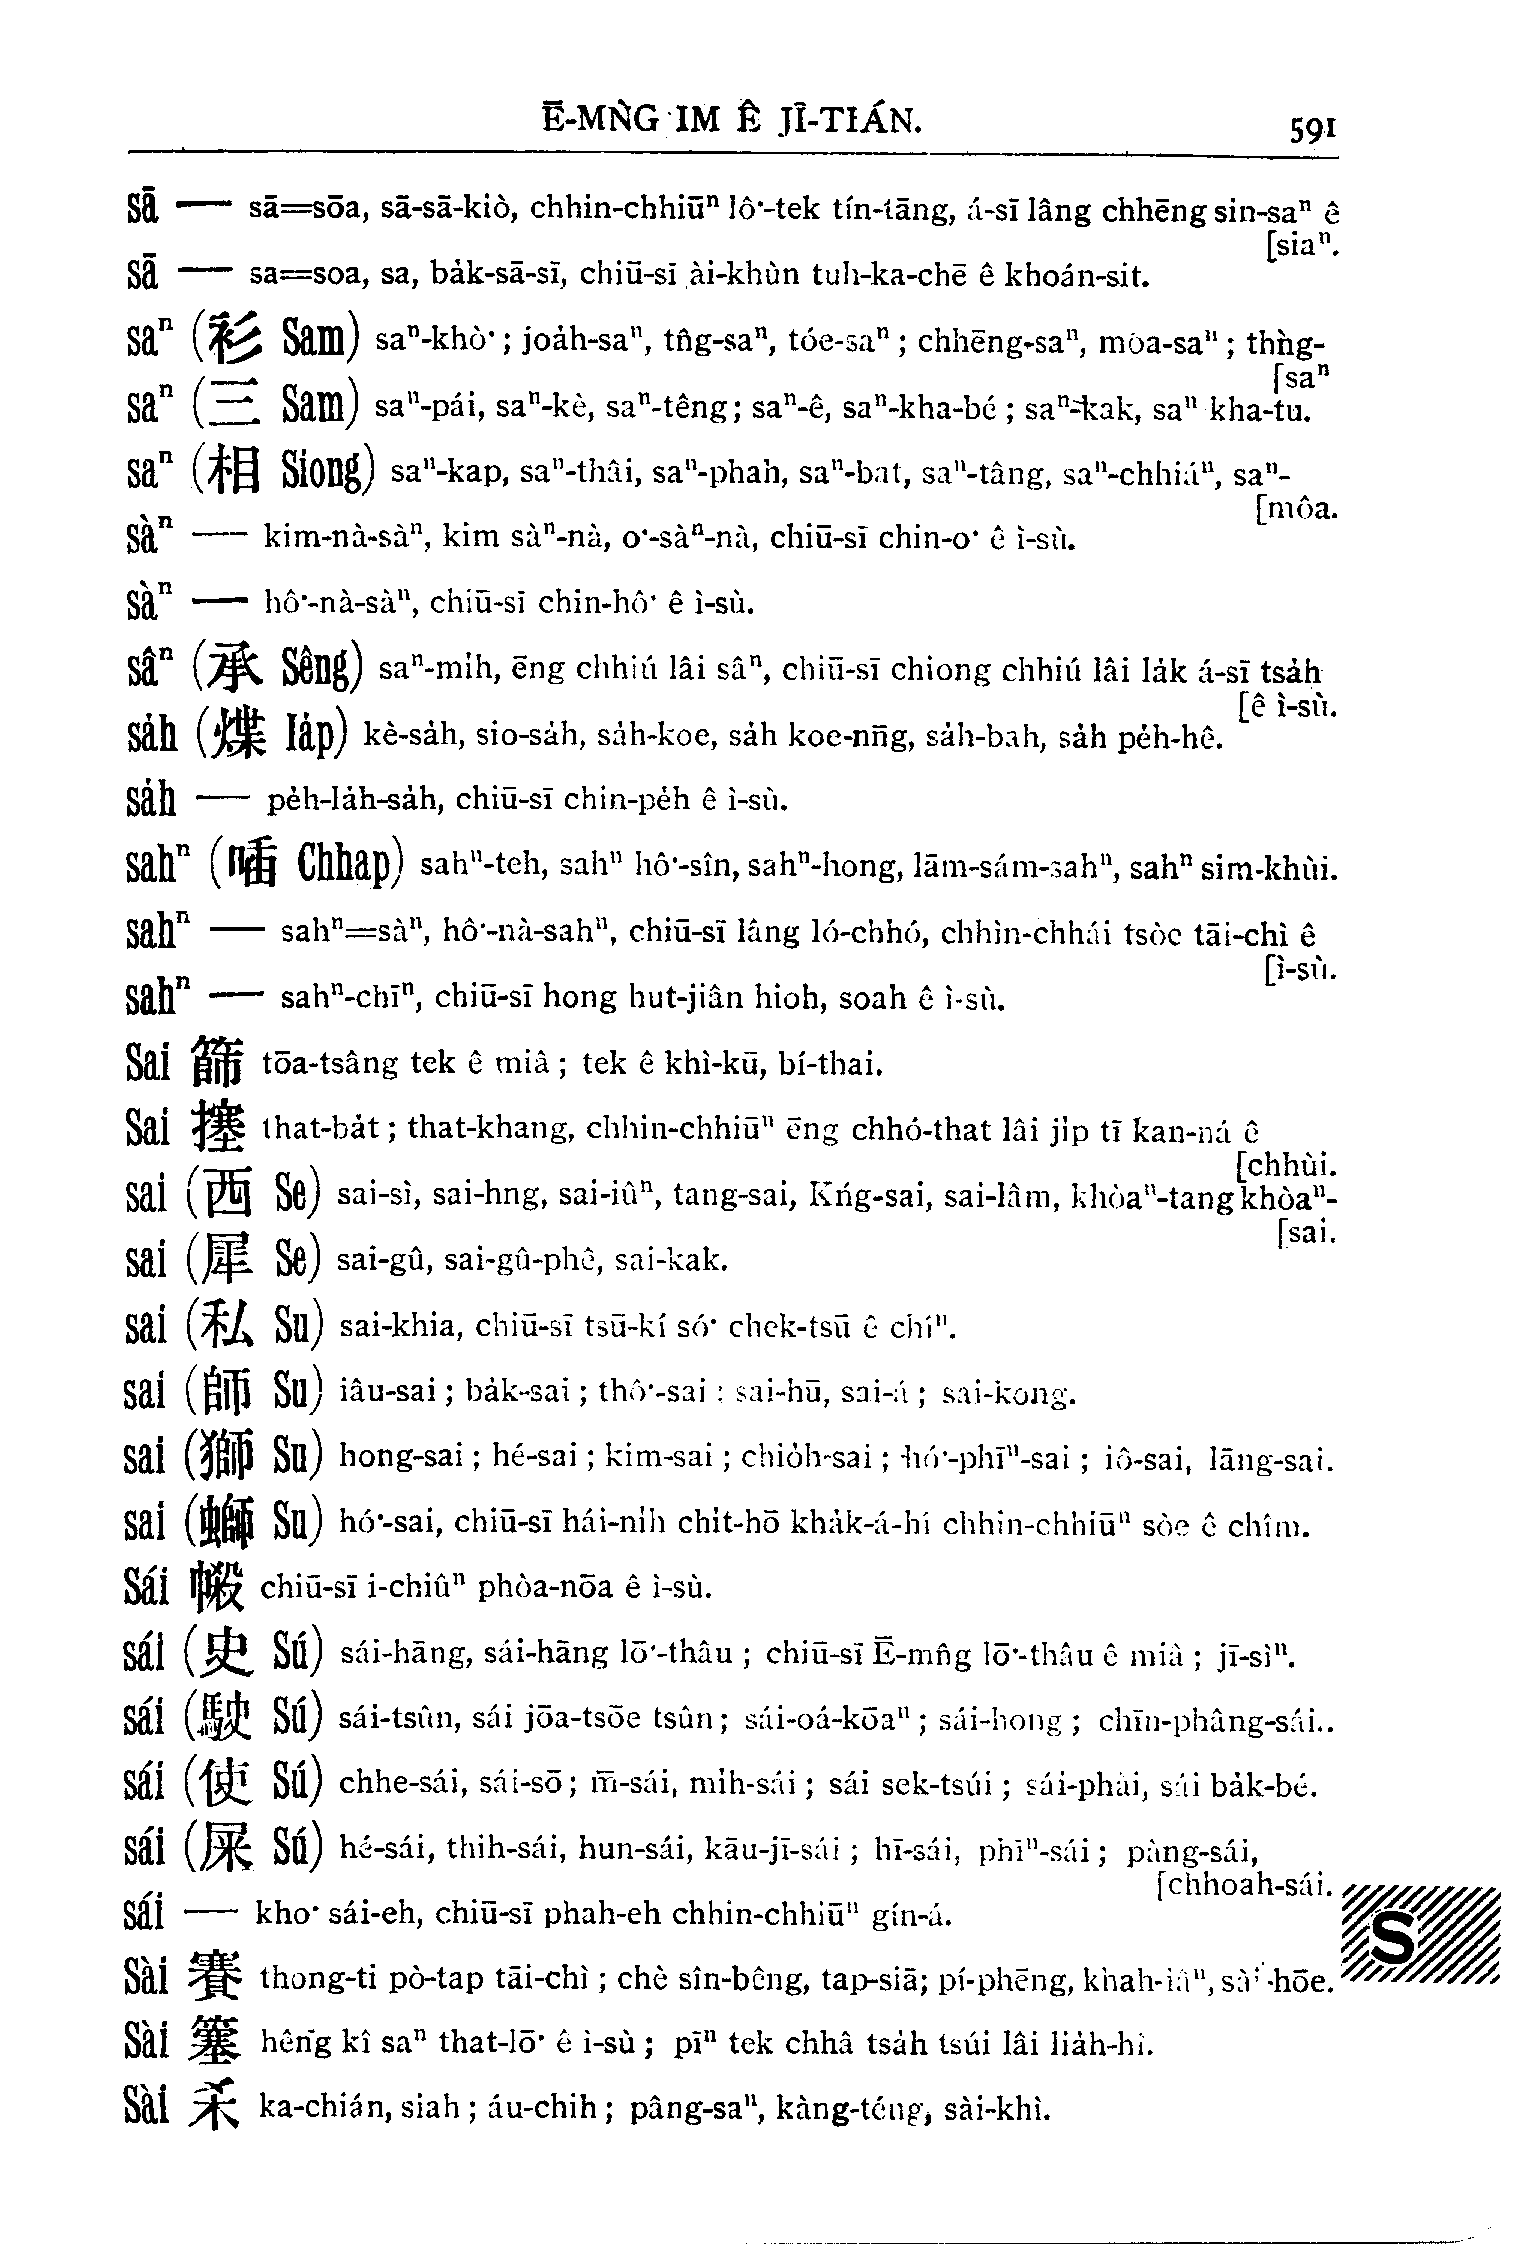 Ē-MN̂G IM Ê JĪ-TIÁN.
591
sā — sā=sōa, sā-sā-kiò, chhin-chhiūⁿ lô͘-tek tín-tāng, á-sī lâng chhēng sin-saⁿ ê
[siaⁿ.
sā — sa=soa, sa, ba̍k-sā-sī, chiū-sī ài-khùn tuh-ka-chē ê khoán-sit.
saⁿ (衫 Sam) saⁿ-khò͘; joa̍h-saⁿ, tn̂g-saⁿ, tóe-saⁿ; chhēng-saⁿ, moa-saⁿ; thǹg-
[saⁿ
saⁿ (三 Sam) saⁿ-pái, saⁿ-kè, saⁿ-têng; saⁿ-ê, saⁿ-kha-bé; saⁿ-kak, saⁿ kha-tu.
saⁿ (相 Siong) saⁿ-kap, saⁿ-thâi, saⁿ-phah, saⁿ-bat, saⁿ-tâng, saⁿ-chhiáⁿ, saⁿ-
[môa.
sàⁿ — kim-nà-sàⁿ, kim sàⁿ-nà, o͘-sàⁿ-nà, chiū-sī chin-o͘ ê ì-sù.
sàⁿ — hô͘-nà-sàⁿ, chiū-sī chin-hô͘ ê ì-sù.
sâⁿ (承 Sêng) saⁿ-mi̍h, ēng chhiú lâi sâⁿ, chiū-sī chiong chhiú lâi la̍k á-sī tsa̍h
[ê ì-sù.
sa̍h (煠 Ia̍p) kè-sa̍h, sio-sa̍h, sa̍h-koe, sa̍h koe-nn̄g, sa̍h-bah, sa̍h pe̍h-hê.
sa̍h — pe̍h-la̍h-sa̍h, chiū-sī chin-pe̍h ê ì-sù.
sahⁿ (喢 Chhap) sahⁿ-teh, sahⁿ hô͘-sîn, sahⁿ-hong, lām-sám-sahⁿ, sahⁿ sim-khùi.
sahⁿ — sahⁿ=sàⁿ, hô͘-nà-sahⁿ, chiū-sī lâng ló-chhó, chhìn-chhái tsòe tāi-chì ê
[ì-sù.
sahⁿ — sahⁿ-chīⁿ, chiū-sī hong hut-jiân hioh, soah ê ì-sù.
Sai 篩 tōa-tsâng tek ê miâ; tek ê khì-kū, bí-thai.
Sai 㩙 that-ba̍t; that-khang, chhin-chhiūⁿ ēng chhó-that lâi ji̍p tī kan-ná ê
[chhùi.
sai (西 Se) sai-sì, sai-hng, sai-iûⁿ, tang-sai, Kńg-sai, sai-lâm, khòaⁿ-tang khòaⁿ-
[sai.
sai (犀 Se) sai-gû, sai-gû-phê, sai-kak.
sai (私 Su) sai-khia, chiū-sī tsū-kí só͘ chek-tsū ê chîⁿ.
sai (師 Su) iâu-sai; ba̍k-sai; thô͘-sai; sai-hū, sai-á; sai-kong.
sai (獅 Su) hong-sai; hé-sai; kim-sai; chio̍h-sai; hó͘-phīⁿ-sai; iô-sai, lāng-sai.
sai (螄 Su) hó͘-sai, chiū-sī hái-ni̍h chi̍t-hō kha̍k-á-hî chhin-chhiūⁿ sòe ê chîm.
Sái chiū-sī i-chiûⁿ phòa-nōa ê ì-sù.
sái (史 Sú) sái-hāng, sái-hāng lō͘-thâu; chiū-sī Ē-mn̂g lō͘-thâu ê miâ; jī-sìⁿ.
sái (駛 Sú) sái-tsûn, sái jōa-tsōe tsûn; sái-oá-kōaⁿ; sái-hong; chīn-phâng-sái..
sái (使 Sú) chhe-sái, sái-sō; m̄-sái, mi̍h-sái; sái sek-tsúi; sái-phài, sái ba̍k-bé.
sái (屎 Sú) hé-sái, thih-sái, hun-sái, kāu-jī-sái; hī-sái, phīⁿ-sái; pàng-sái,
[chhoah-sái.
sái — kho͘ sái-eh, chiū-sī phah-eh chhin-chhiūⁿ gín-á.
Sài 賽 thong-ti pò-tap tāi-chì; chè sîn-bêng, tap-siā; pí-phēng, khah-iâⁿ, sài-hōe.
Sài 簺 hêng kî saⁿ that-lō͘ ê ì-sù; pīⁿ tek chhâ tsa̍h tsúi lâi lia̍h-hî.
Sài ka-chián, siah; áu-chih; pâng-saⁿ, kàng-téng, sài-khì.
S